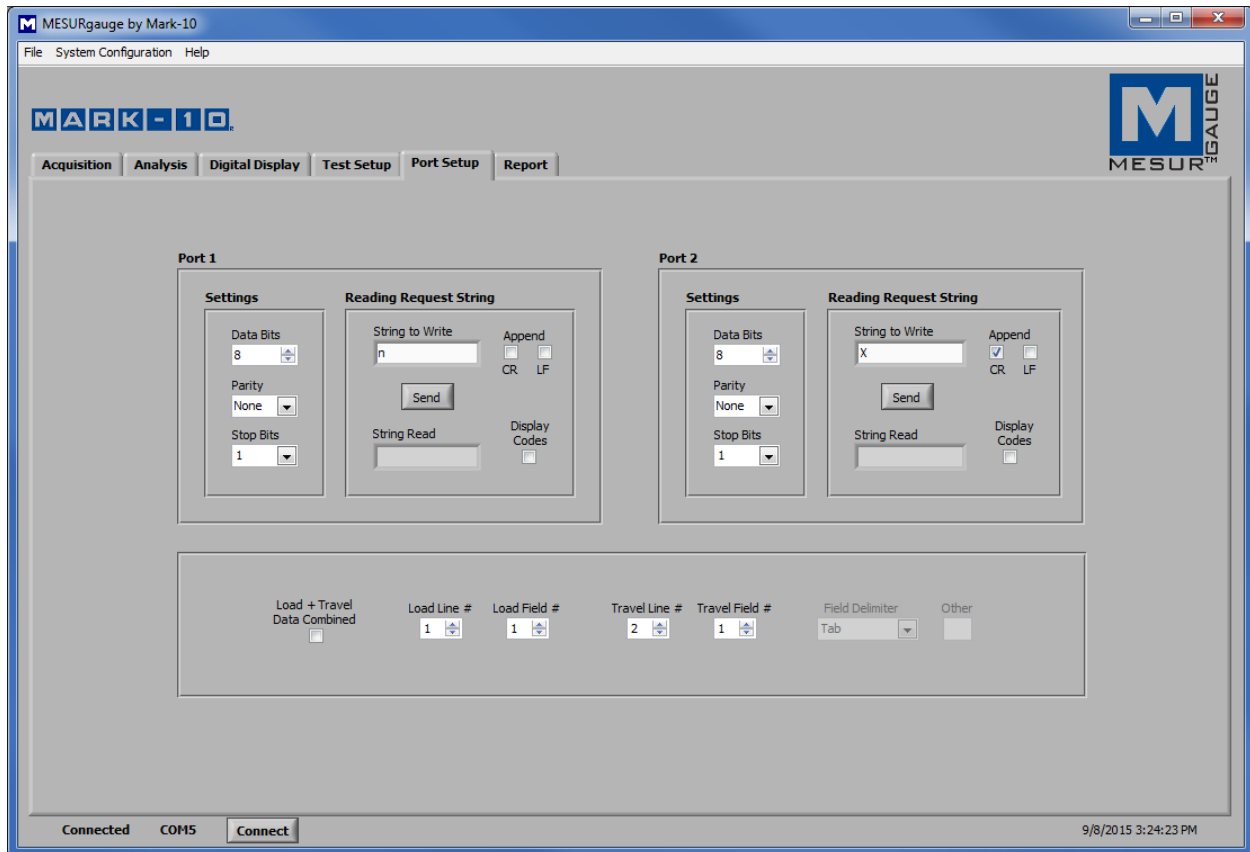 MESURgauge by Mark-10
File System Configuration Help
MARK-10®
M
MESUR™
GAUGE
Acquisition Analysis Digital Display Test Setup Port Setup Report
Port 1
Settings
Data Bits
8
Parity
None
Stop Bits
1
Reading Request String
String to Write
n
Append
CR LF
Send
String Read
Display
Codes
Port 2
Settings
Data Bits
8
Parity
None
Stop Bits
1
Reading Request String
String to Write
X
Append
CR LF
Send
String Read
Display
Codes
Load + Travel
Data Combined
Load Line #
1
Load Field #
1
Travel Line #
2
Travel Field #
1
Field Delimiter
Tab
Other
Connected COM5 Connect
9/8/2015 3:24:23 PM